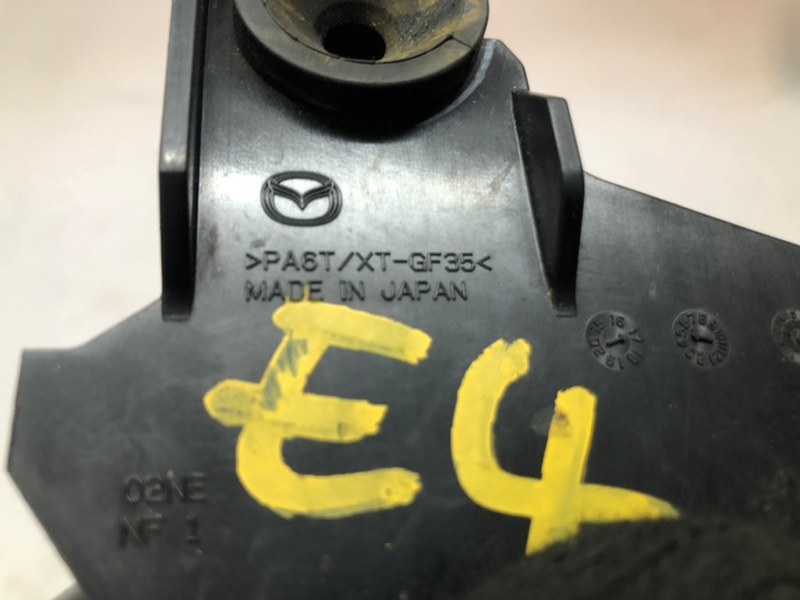 >PA6T/XT-GF35<
MADE IN JAPAN
E4
02NE
NF 1